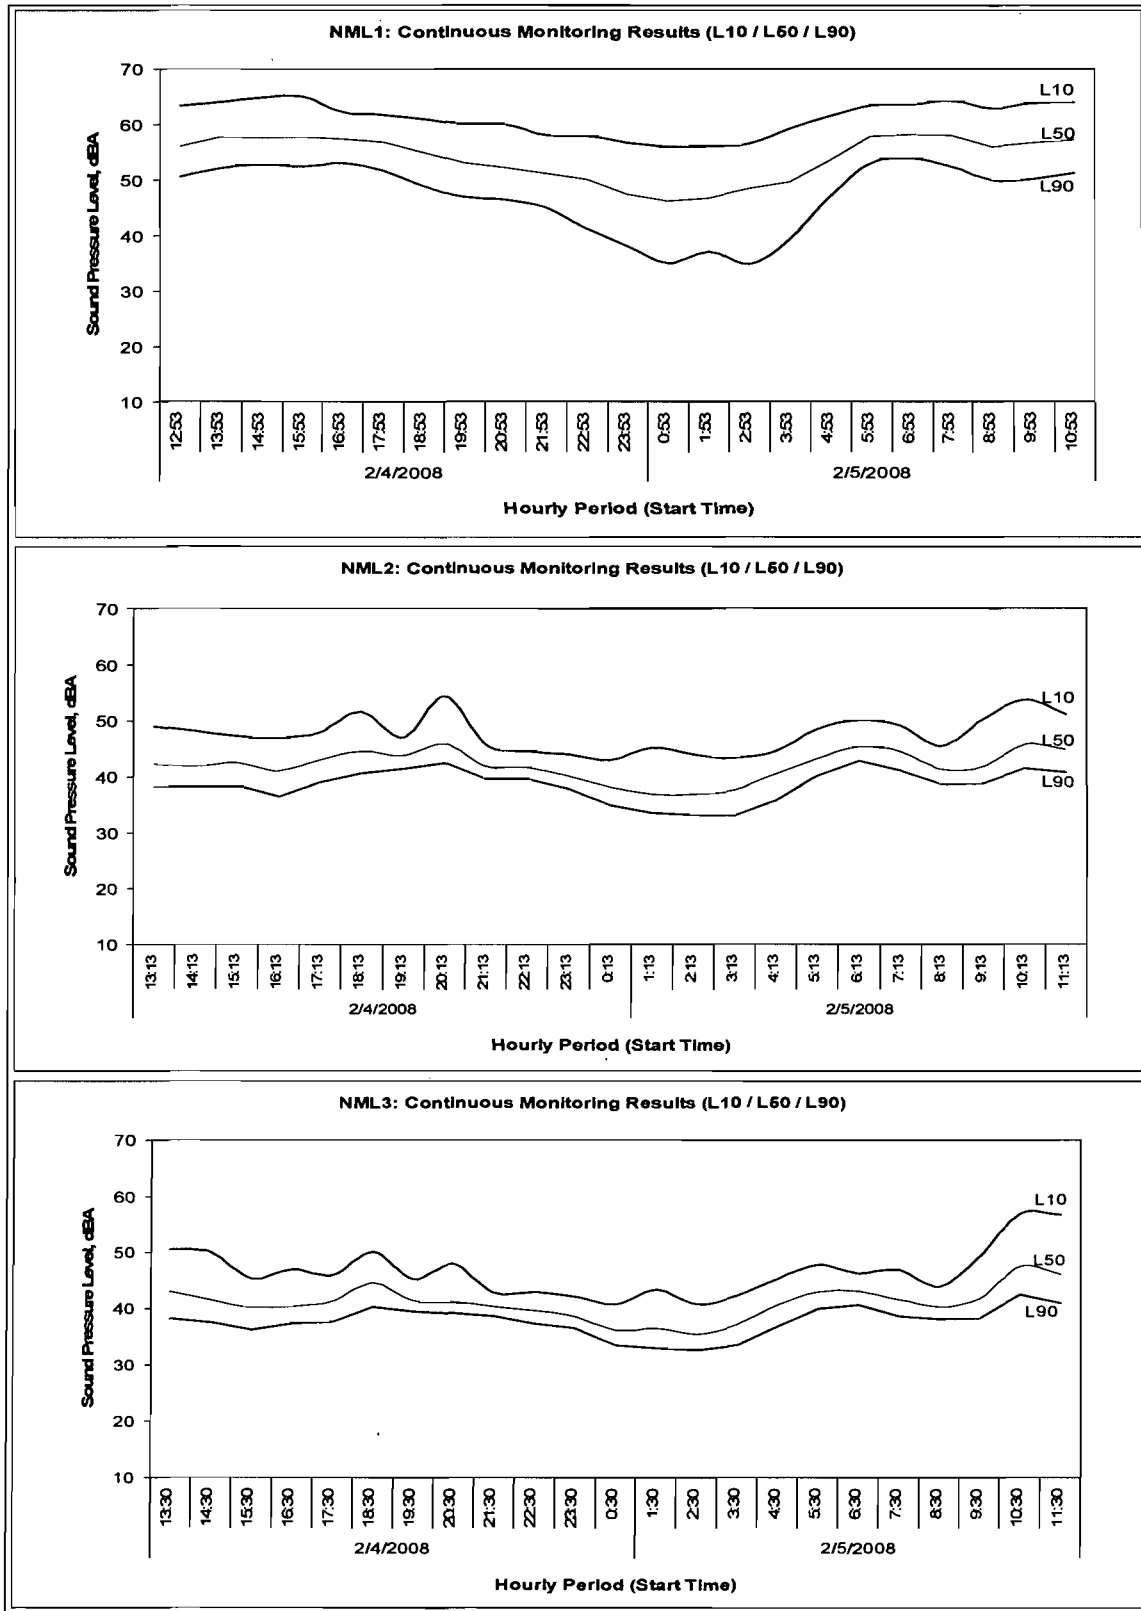 NML1: Continuous Monitoring Results (L10 / L50 / L90)
70
60
50
40
30
20
10
Sound Pressure Level, dBA
L10
L50
L90
12:53 13:53 14:53 15:53 16:53 17:53 18:53 19:53 20:53 21:53 22:53 23:53 0:53 1:53 2:53 3:53 4:53 5:53 6:53 7:53 8:53 9:53 10:53
2/4/2008 2/5/2008
Hourly Period (Start Time)
NML2: Continuous Monitoring Results (L10 / L50 / L90)
70
60
50
40
30
20
10
Sound Pressure Level, dBA
L10
L50
L90
13:13 14:13 15:13 16:13 17:13 18:13 19:13 20:13 21:13 22:13 23:13 0:13 1:13 2:13 3:13 4:13 5:13 6:13 7:13 8:13 9:13 10:13 11:13
2/4/2008 2/5/2008
Hourly Period (Start Time)
NML3: Continuous Monitoring Results (L10 / L50 / L90)
70
60
50
40
30
20
10
Sound Pressure Level, dBA
L10
L50
L90
13:30 14:30 15:30 16:30 17:30 18:30 19:30 20:30 21:30 22:30 23:30 0:30 1:30 2:30 3:30 4:30 5:30 6:30 7:30 8:30 9:30 10:30 11:30
2/4/2008 2/5/2008
Hourly Period (Start Time)